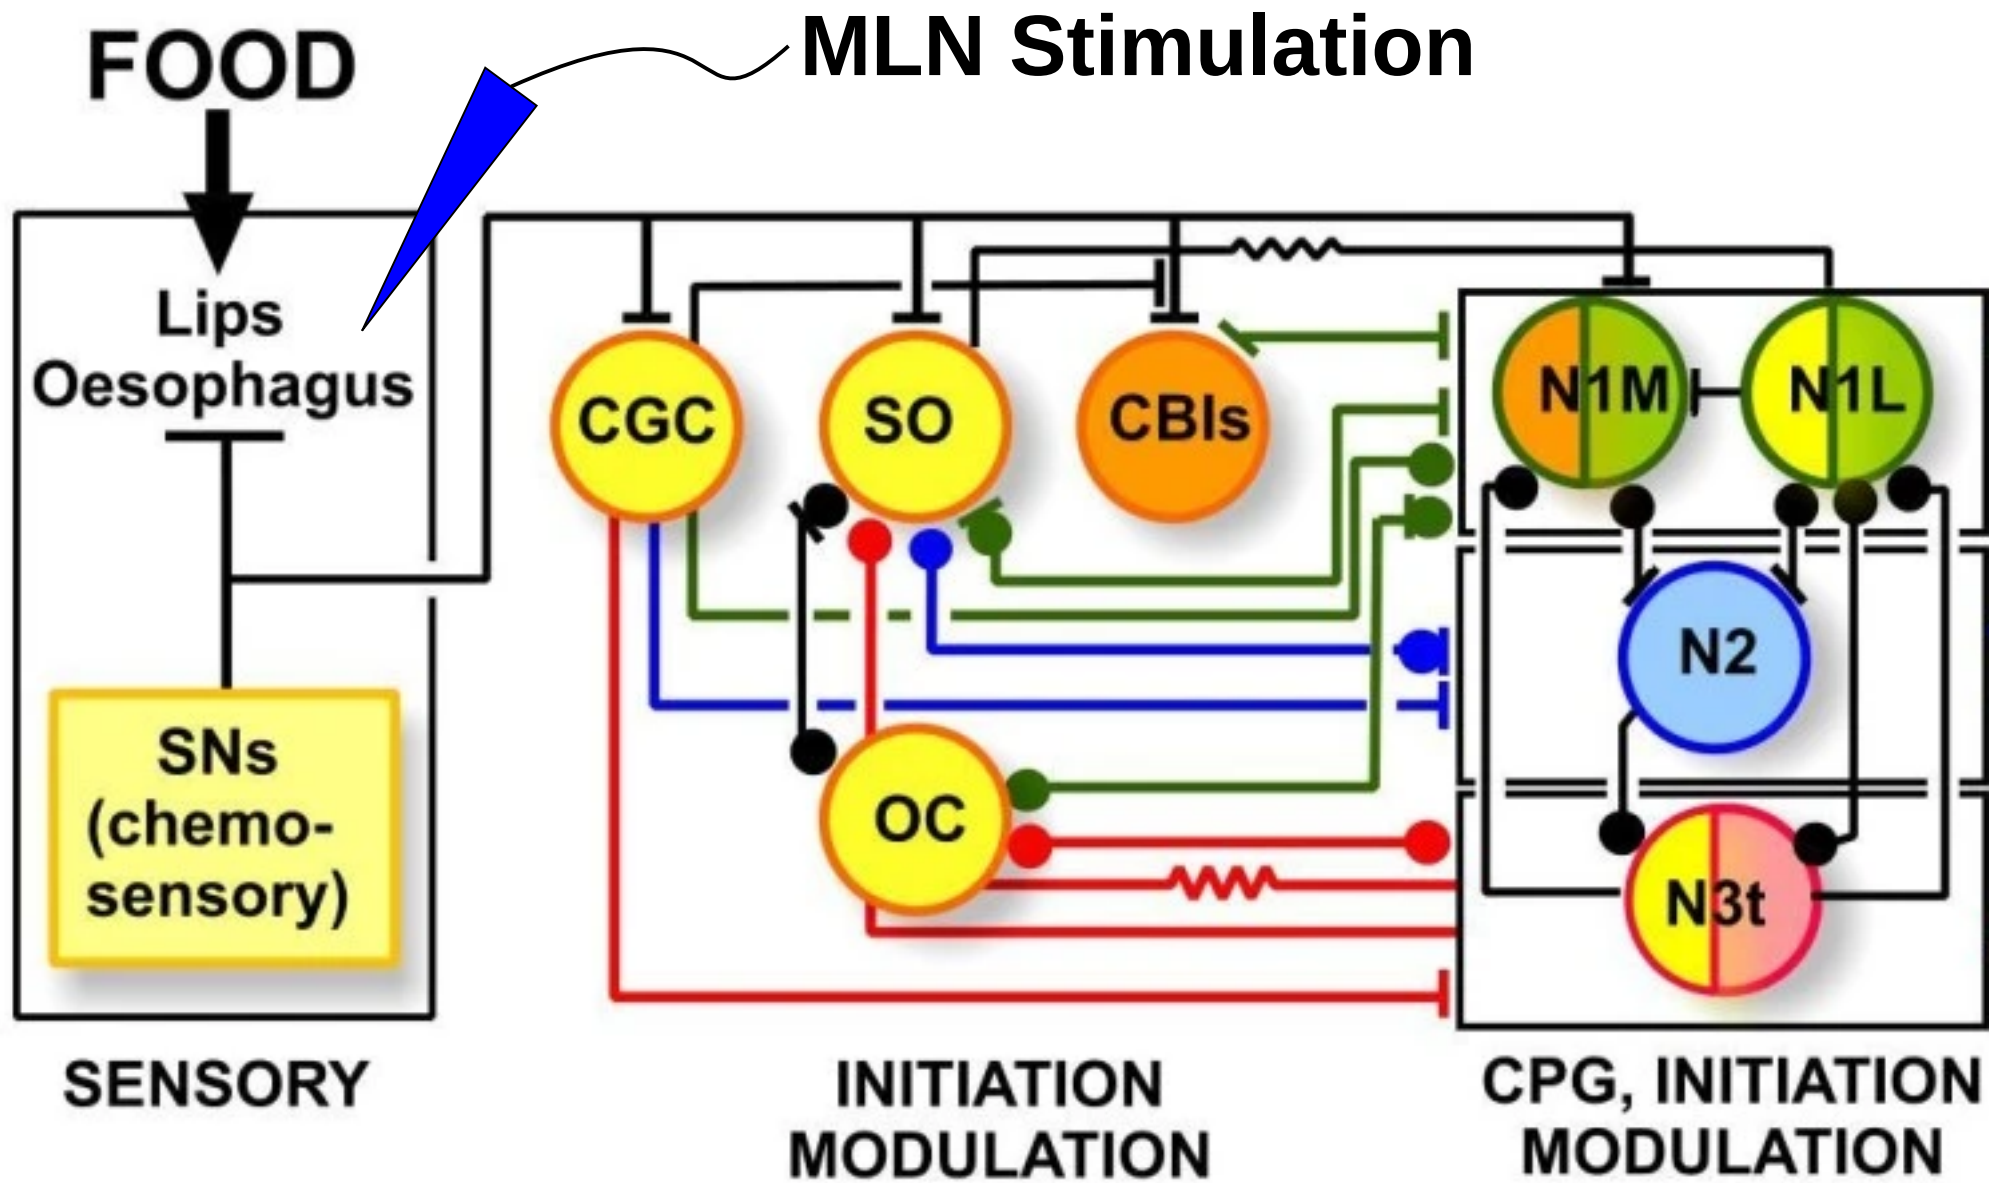 MLN Stimulation
FOOD
Lips
Oesophagus
SNs
(chemo-
sensory)
SENSORY
CGC
SO
CBIs
OC
INITIATION
MODULATION
N1M
N1L
N2
N3t
CPG, INITIATION
MODULATION